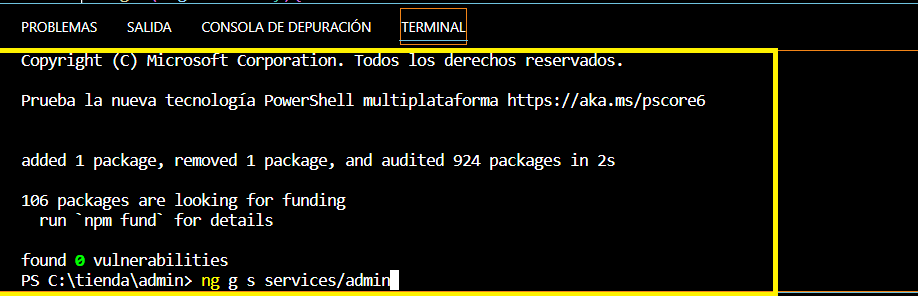 PROBLEMAS SALIDA CONSOLA DE DEPURACIÓN TERMINAL
Copyright (C) Microsoft Corporation. Todos los derechos reservados.
Prueba la nueva tecnología PowerShell multiplataforma https://aka.ms/pscore6
added 1 package, removed 1 package, and audited 924 packages in 2s
106 packages are looking for funding
run `npm fund` for details
found 0 vulnerabilities
PS C:\tienda\admin> ng g s services/admin